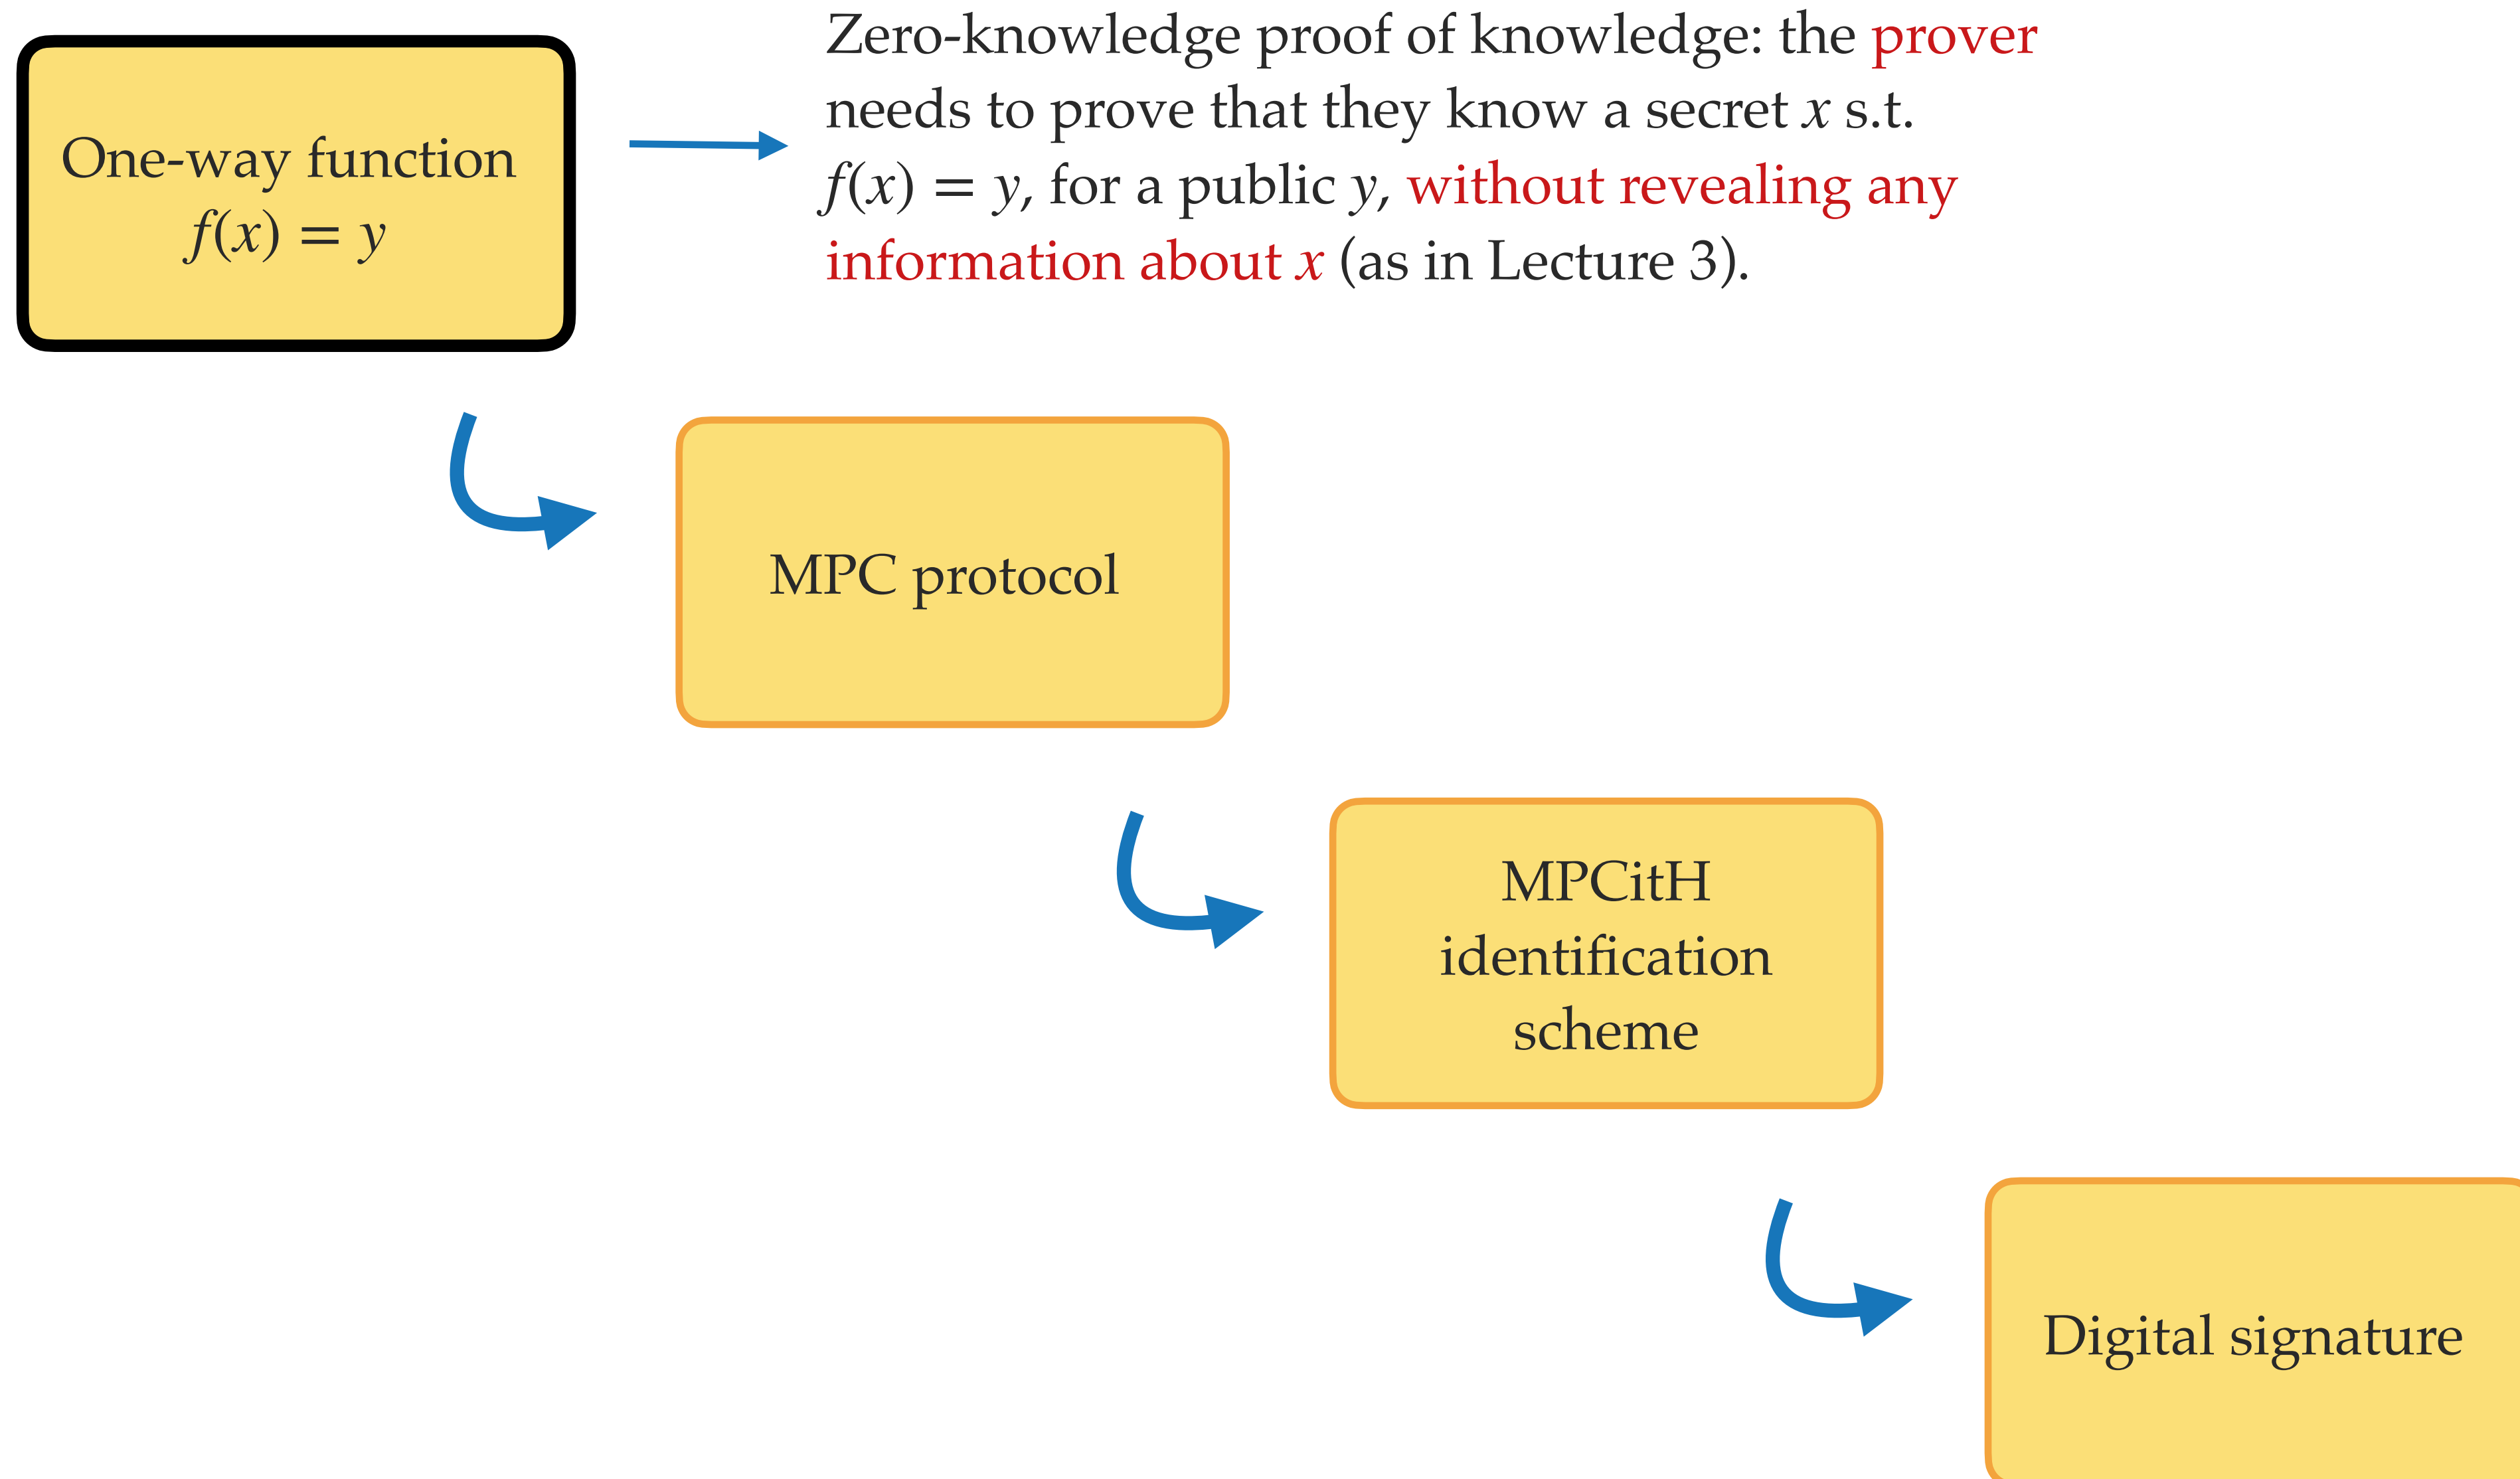 One-way function
f(x) = y
Zero-knowledge proof of knowledge: the prover
needs to prove that they know a secret x s.t.
f(x) = y, for a public y, without revealing any
information about x (as in Lecture 3).
MPC protocol
MPCitH
identification
scheme
Digital signature